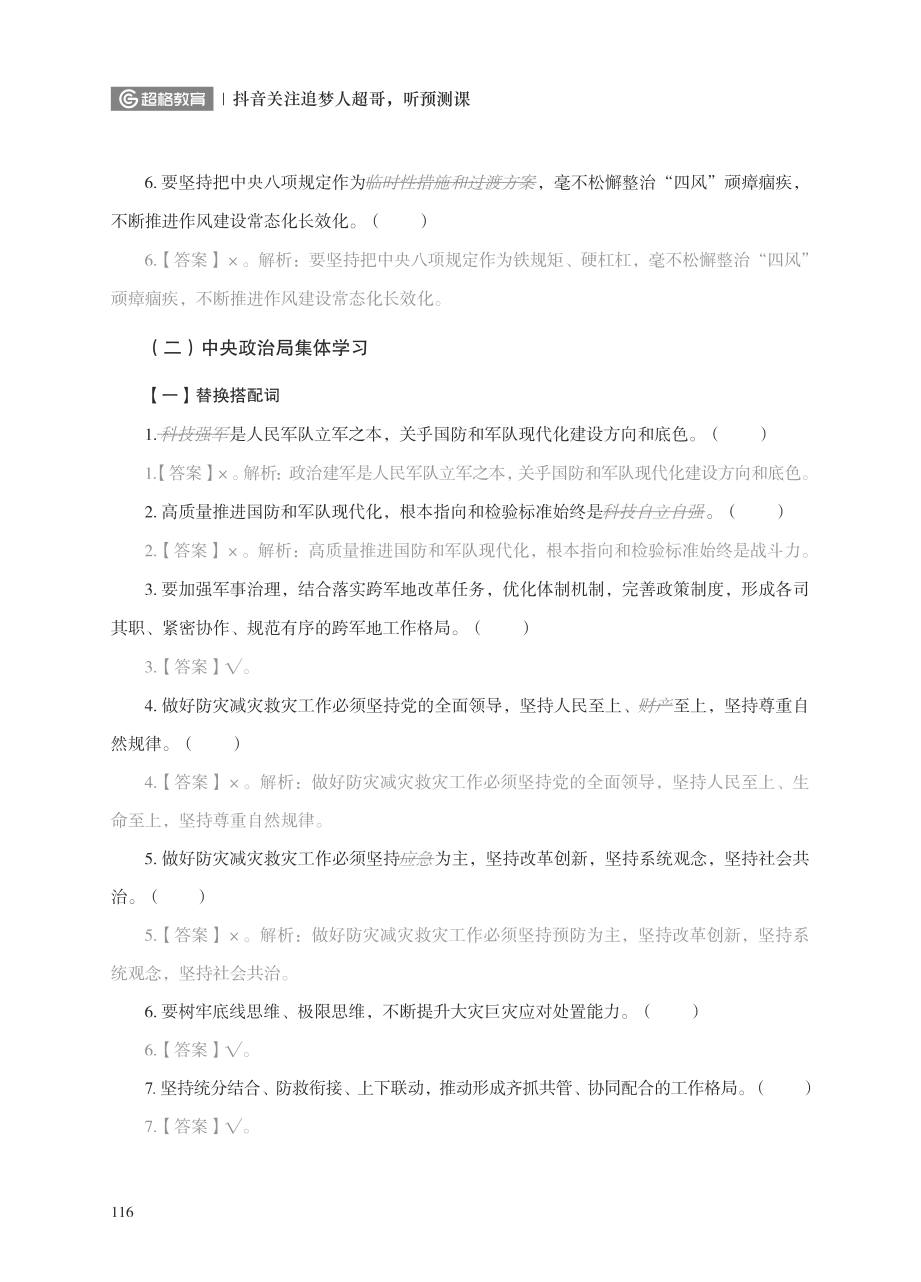 超格教育 | 抖音关注追梦人超哥，听预测课
6. 要坚持把中央八项规定作为临时性措施和过渡方案，毫不松懈整治“四风”顽瘴痼疾，
不断推进作风建设常态化长效化。（　　）
6.【答案】×。解析：要坚持把中央八项规定作为铁规矩、硬杠杠，毫不松懈整治“四风”
顽瘴痼疾，不断推进作风建设常态化长效化。
（二）中央政治局集体学习
【一】替换搭配词
1. 科技强军是人民军队立军之本，关乎国防和军队现代化建设方向和底色。（　　）
1.【答案】×。解析：政治建军是人民军队立军之本，关乎国防和军队现代化建设方向和底色。
2. 高质量推进国防和军队现代化，根本指向和检验标准始终是科技自立自强。（　　）
2.【答案】×。解析：高质量推进国防和军队现代化，根本指向和检验标准始终是战斗力。
3. 要加强军事治理，结合落实跨军地改革任务，优化体制机制，完善政策制度，形成各司
其职、紧密协作、规范有序的跨军地工作格局。（　　）
3.【答案】√。
4. 做好防灾减灾救灾工作必须坚持党的全面领导，坚持人民至上、财产至上，坚持尊重自
然规律。（　　）
4.【答案】×。解析：做好防灾减灾救灾工作必须坚持党的全面领导，坚持人民至上、生
命至上，坚持尊重自然规律。
5. 做好防灾减灾救灾工作必须坚持应急为主，坚持改革创新，坚持系统观念，坚持社会共
治。（　　）
5.【答案】×。解析：做好防灾减灾救灾工作必须坚持预防为主，坚持改革创新，坚持系
统观念，坚持社会共治。
6. 要树牢底线思维、极限思维，不断提升大灾巨灾应对处置能力。（　　）
6.【答案】√。
7. 坚持统分结合、防救衔接、上下联动，推动形成齐抓共管、协同配合的工作格局。（　　）
7.【答案】√。
116